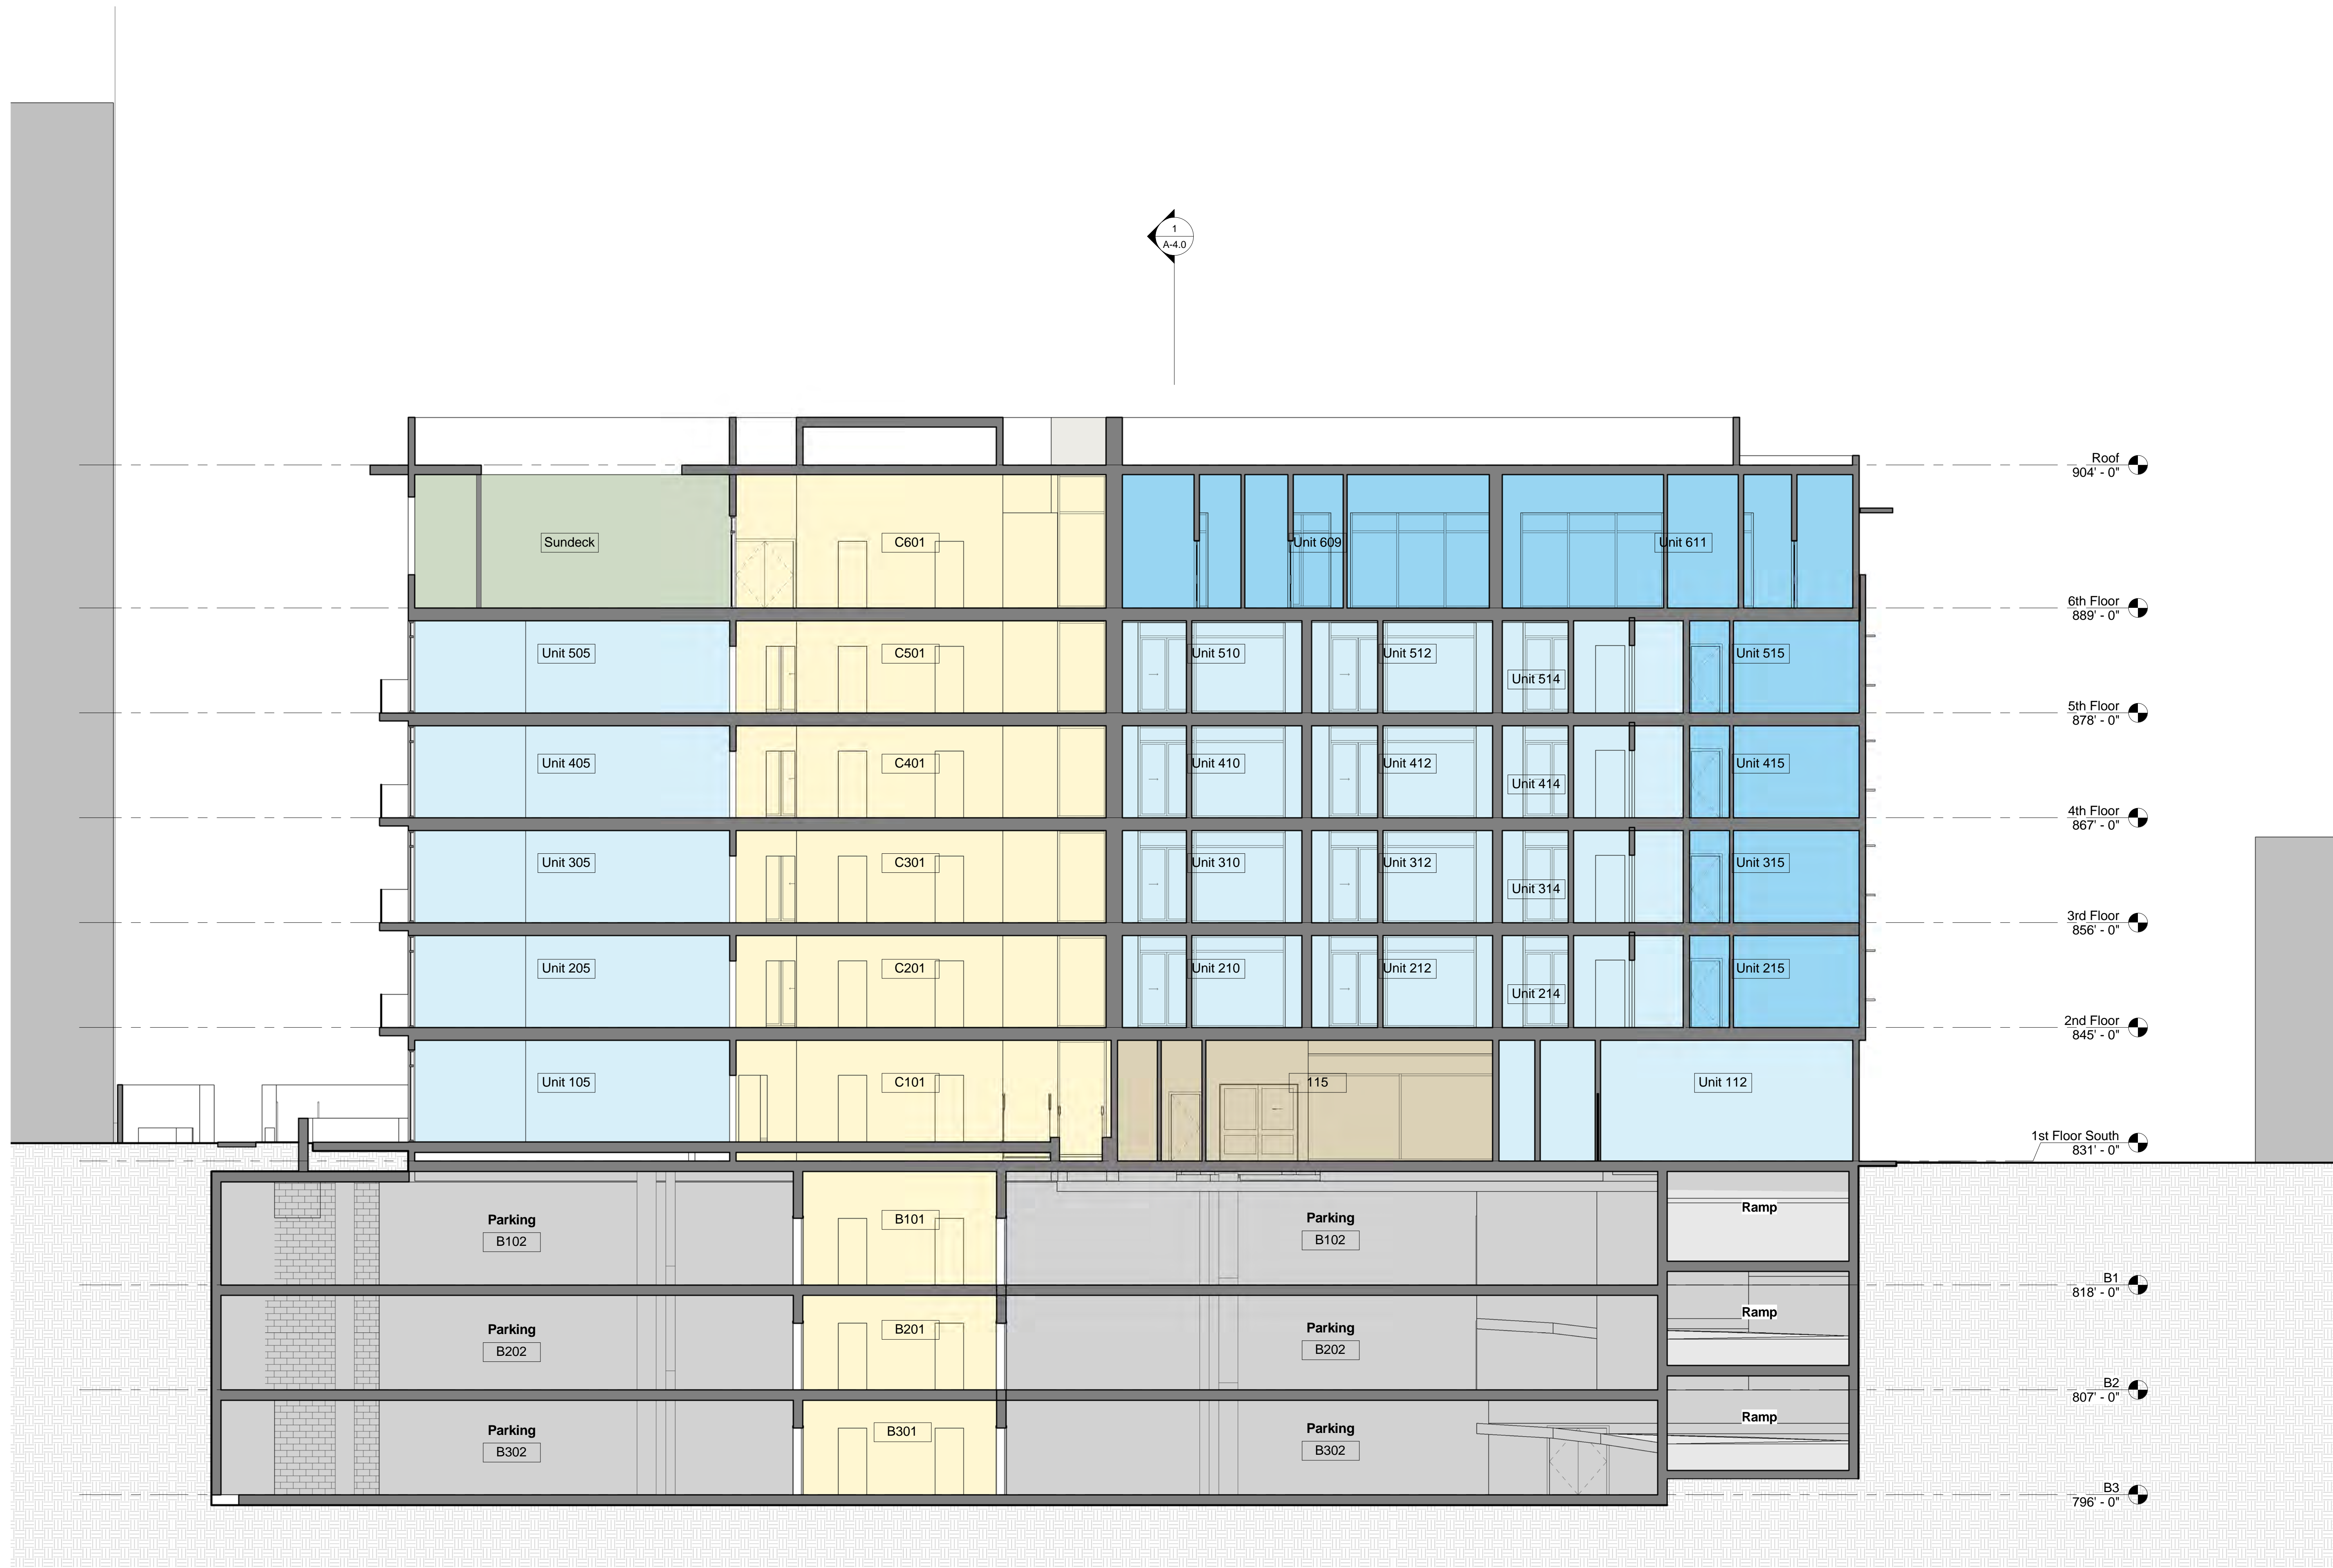 1
A-4.0
Roof
904' - 0"
Sundeck
C601
Unit 609
Unit 611
6th Floor
889' - 0"
Unit 505
C501
Unit 510
Unit 512
Unit 514
Unit 515
5th Floor
878' - 0"
Unit 405
C401
Unit 410
Unit 412
Unit 414
Unit 415
4th Floor
867' - 0"
Unit 305
C301
Unit 310
Unit 312
Unit 314
Unit 315
3rd Floor
856' - 0"
Unit 205
C201
Unit 210
Unit 212
Unit 214
Unit 215
2nd Floor
845' - 0"
Unit 105
C101
115
Unit 112
1st Floor South
831' - 0"
Parking
B102
B101
Parking
B102
Ramp
B1
818' - 0"
Parking
B202
B201
Parking
B202
Ramp
B2
807' - 0"
Parking
B302
B301
Parking
B302
Ramp
B3
796' - 0"